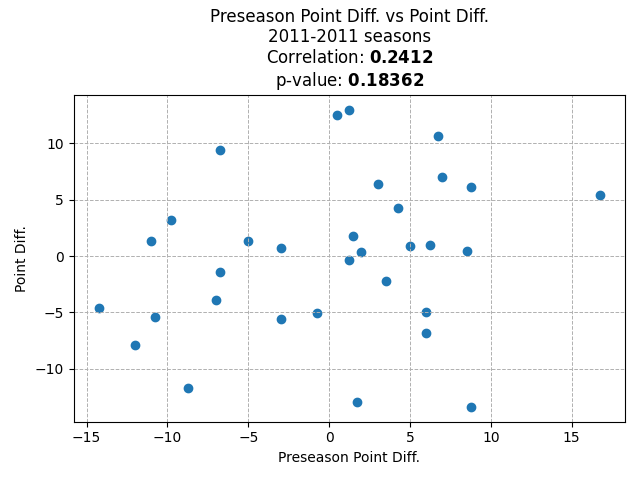 Preseason Point Diff. vs Point Diff.
2011-2011 seasons
Correlation: 0.2412
p-value: 0.18362
Point Diff.
10
5
0
−5
−10
−15
−10
−5
0
5
10
15
Preseason Point Diff.